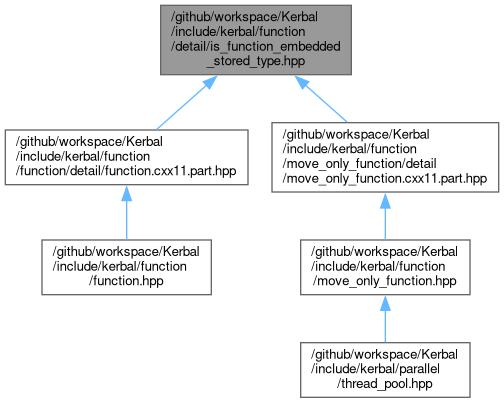 /github/workspace/Kerbal
/include/kerbal/function
/detail/is_function_embedded
_stored_type.hpp
/github/workspace/Kerbal
/include/kerbal/function
/function/detail/function.cxx11.part.hpp
/github/workspace/Kerbal
/include/kerbal/function
/move_only_function/detail
/move_only_function.cxx11.part.hpp
/github/workspace/Kerbal
/include/kerbal/function
/function.hpp
/github/workspace/Kerbal
/include/kerbal/function
/move_only_function.hpp
/github/workspace/Kerbal
/include/kerbal/parallel
/thread_pool.hpp